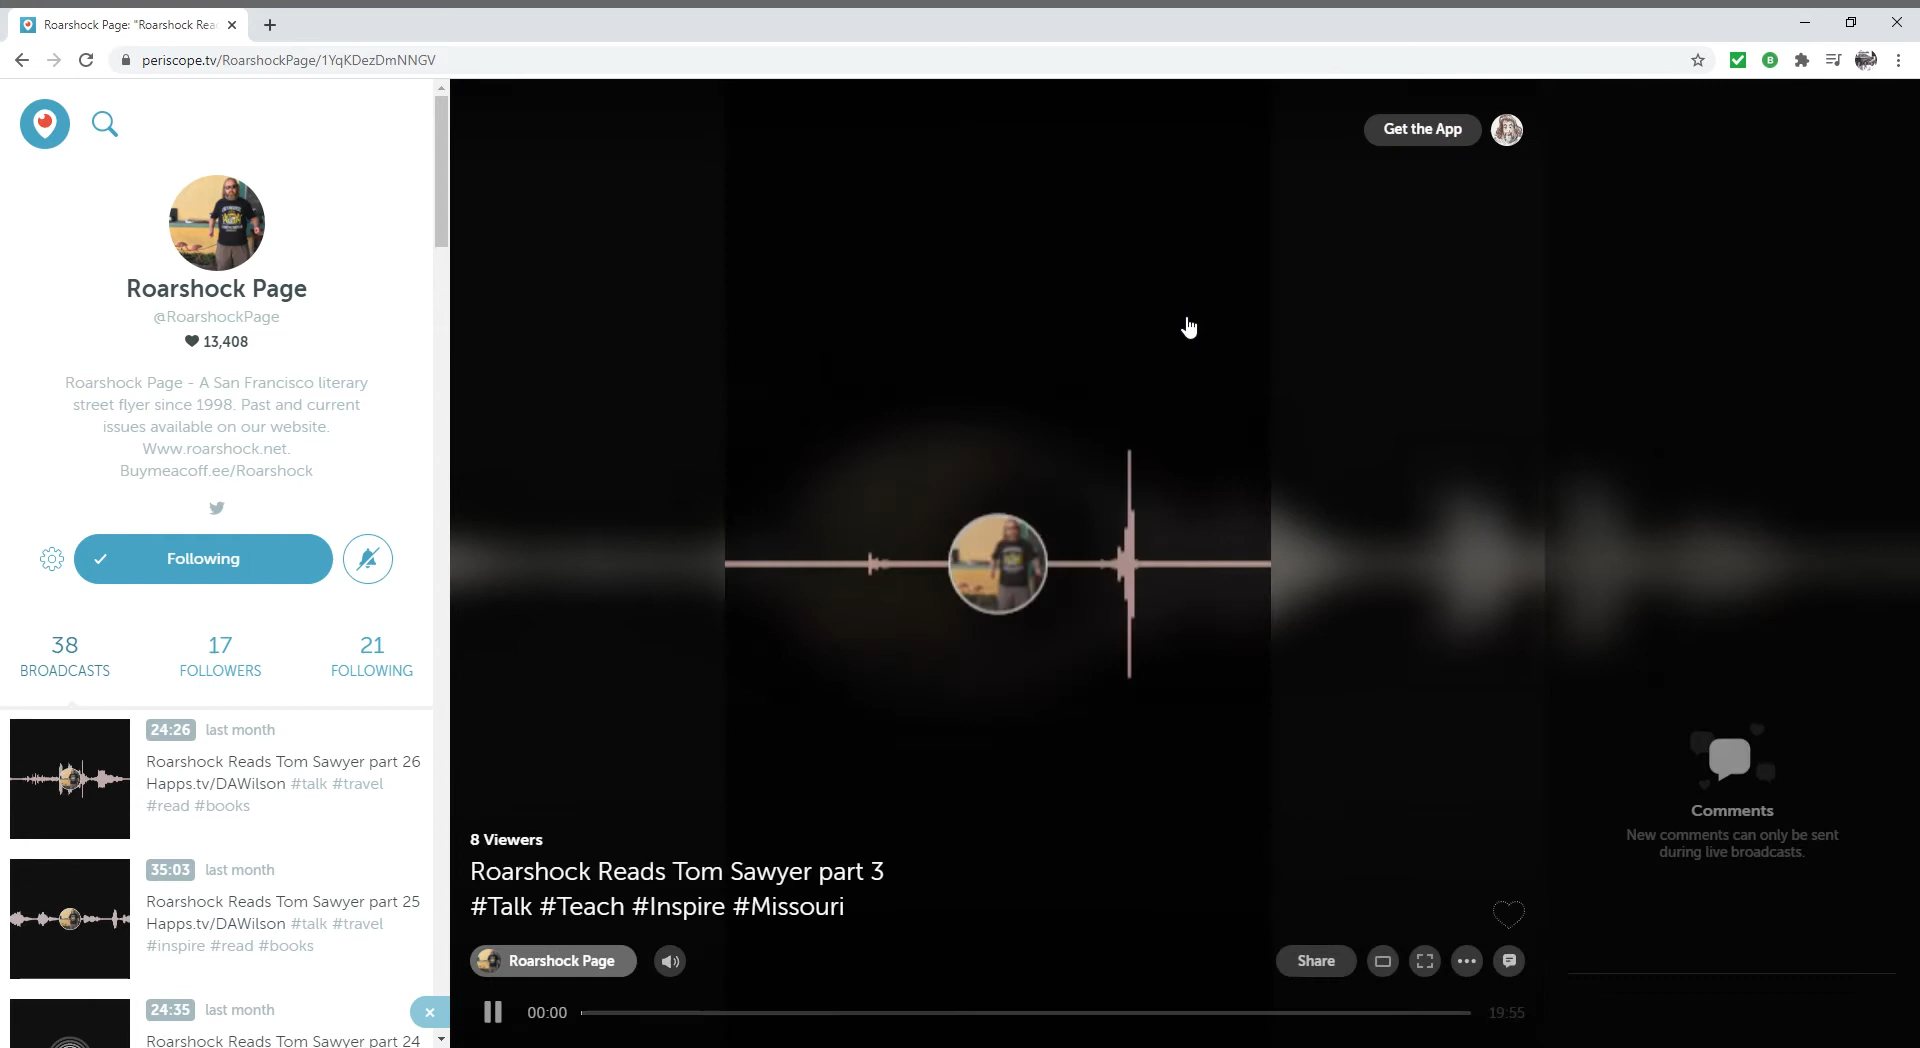 Roarshock Page: "Roarshock Rea
periscope.tv/RoarshockPage/1YqKDezDmNNGV
B
Get the App
Roarshock Page
@RoarshockPage
13,408
Roarshock Page - A San Francisco literary
street flyer since 1998. Past and current
issues available on our website.
Www.roarshock.net.
Buymeacoff.ee/Roarshock
Following
38
BROADCASTS
17
FOLLOWERS
21
FOLLOWING
24:26 last month
Roarshock Reads Tom Sawyer part 26
Happs.tv/DAWilson #talk #travel
#read #books
35:03 last month
Roarshock Reads Tom Sawyer part 25
Happs.tv/DAWilson #talk #travel
#inspire #read #books
24:35 last month
Roarshock Reads Tom Sawyer part 24
8 Viewers
Roarshock Reads Tom Sawyer part 3
#Talk #Teach #Inspire #Missouri
Roarshock Page
Share
00:00
19:55
Comments
New comments can only be sent
during live broadcasts.